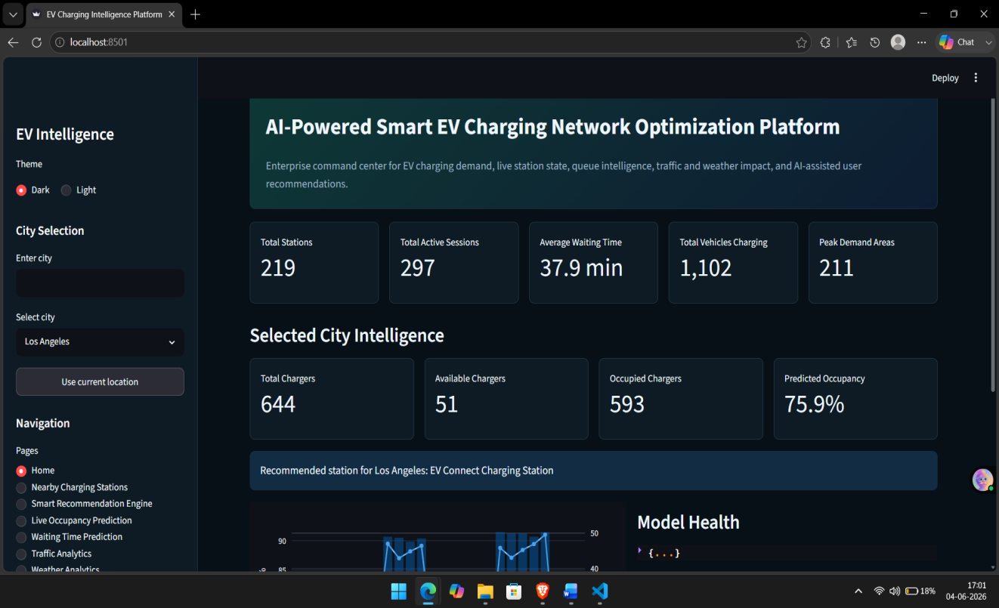 EV Charging Intelligence Platform
localhost:8501
Chat
Deploy
EV Intelligence
Theme
Dark
Light
City Selection
Enter city
Select city
Los Angeles
Use current location
Navigation
Pages
Home
Nearby Charging Stations
Smart Recommendation Engine
Live Occupancy Prediction
Waiting Time Prediction
Traffic Analytics
Weather Analytics
AI-Powered Smart EV Charging Network Optimization Platform
Enterprise command center for EV charging demand, live station state, queue intelligence, traffic and weather impact, and AI-assisted user
recommendations.
Total Stations
219
Total Active Sessions
297
Average Waiting Time
37.9 min
Total Vehicles Charging
1,102
Peak Demand Areas
211
Selected City Intelligence
Total Chargers
644
Available Chargers
51
Occupied Chargers
593
Predicted Occupancy
75.9%
Recommended station for Los Angeles: EV Connect Charging Station
90
85
50
40
Model Health
{...}
18%
17:01
04-06-2026